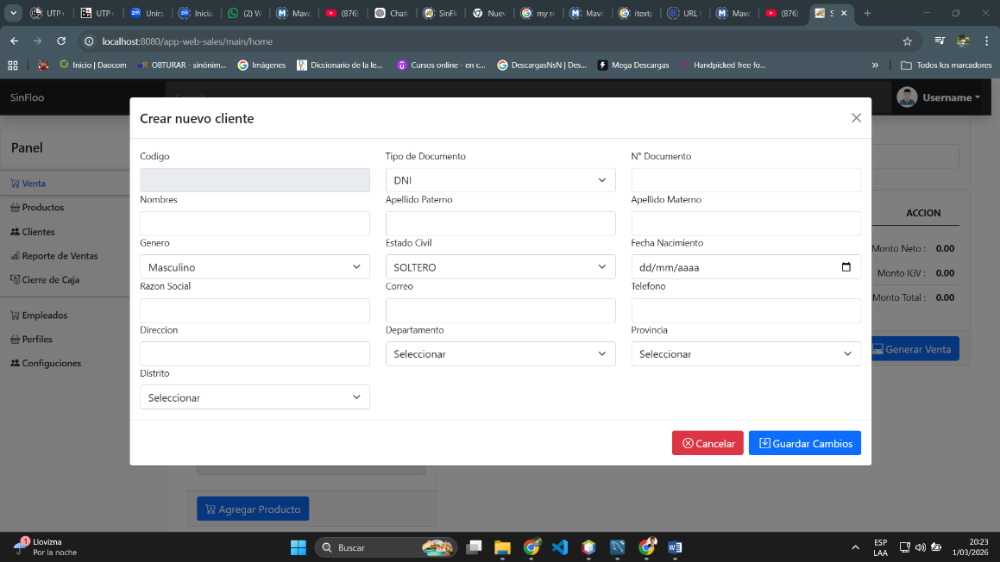 UTP+
UTP+
Unirs
Inicia
(2) W
Mave
(876)
Chat
SinFl
Nuev
my re
Mave
itextp
URL
Mave
(876)
S
localhost:8080/app-web-sales/main/home
Inicio | Daocom
OBTURAR - sinónim...
Imágenes
Diccionario de la le...
Cursos online - en c...
DescargasNsN | Des...
Mega Descargas
Handpicked free fo...
Todos los marcadores
SinFloo
Search
Username
Panel
Venta
Productos
Clientes
Reporte de Ventas
Cierre de Caja
Empleados
Perfiles
Configuciones
Crear nuevo cliente
Codigo
Tipo de Documento
N° Documento
DNI
Nombres
Apellido Paterno
Apellido Materno
Genero
Estado Civil
Fecha Nacimiento
Masculino
SOLTERO
dd/mm/aaaa
Razon Social
Correo
Telefono
Direccion
Departamento
Provincia
Seleccionar
Seleccionar
Distrito
Seleccionar
Cancelar
Guardar Cambios
ACCION
Monto Neto : 0.00
Monto IGV : 0.00
Monto Total : 0.00
Generar Venta
Agregar Producto
1
Llovizna
Por la noche
Buscar
ESP
LAA
20:23
1/03/2026